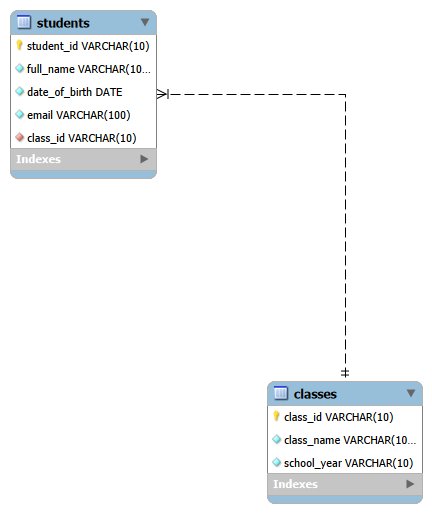 students
student_id VARCHAR(10)
full_name VARCHAR(10...
date_of_birth DATE
email VARCHAR(100)
class_id VARCHAR(10)
Indexes
classes
class_id VARCHAR(10)
class_name VARCHAR(10...
school_year VARCHAR(10)
Indexes